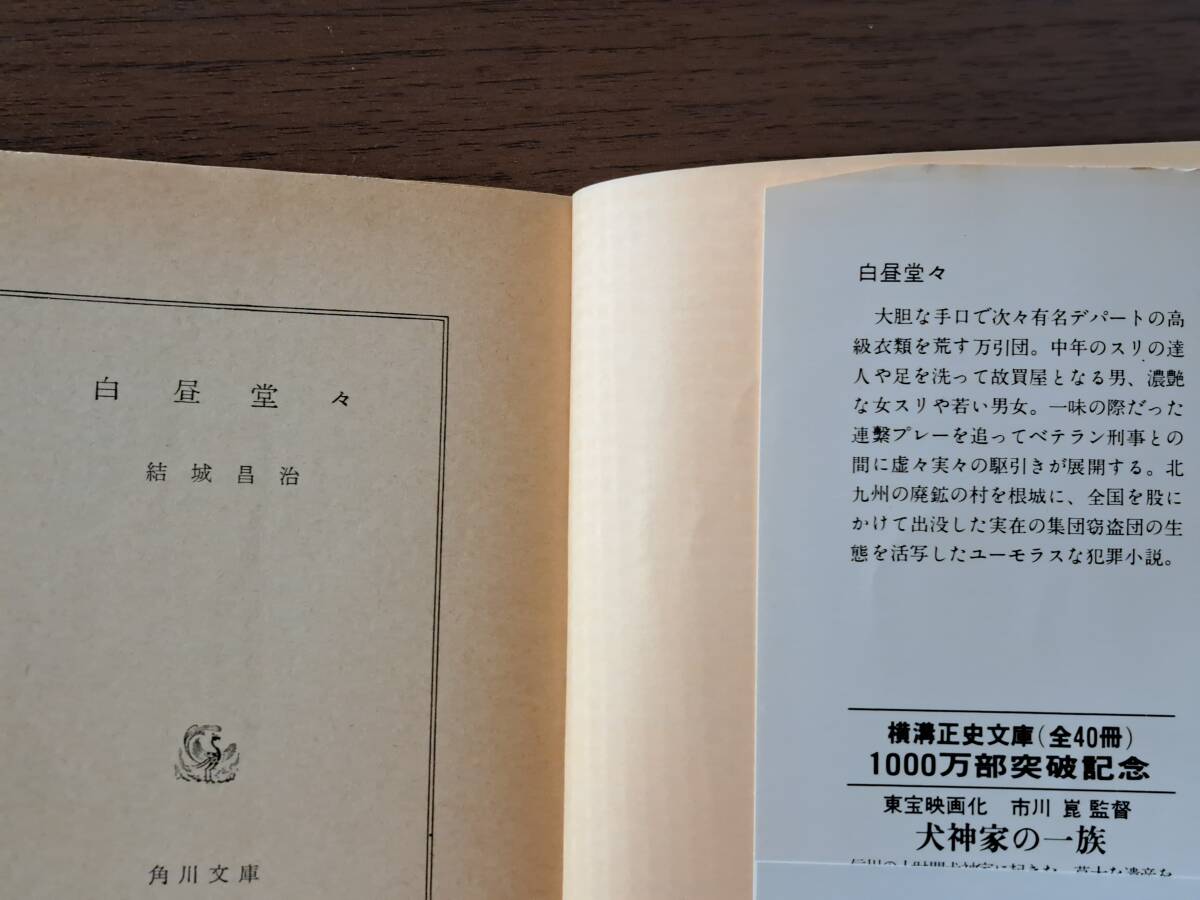 白昼堂々
結城昌治
角川文庫
白昼堂々
大胆な手口で次々有名デパートの高
級衣類を荒す万引団。中年のスリの達
人や足を洗って故買屋となる男、濃艶
な女スリや若い男女。一味の際だった
連繫プレーを追ってベテラン刑事との
間に虚々実々の駆引きが展開する。北
九州の廃鉱の村を根城に、全国を股に
かけて出没した実在の集団窃盗団の生
態を活写したユーモラスな犯罪小説。
横溝正史文庫(全40冊)
1000万部突破記念
東宝映画化 市川崑監督
犬神家の一族